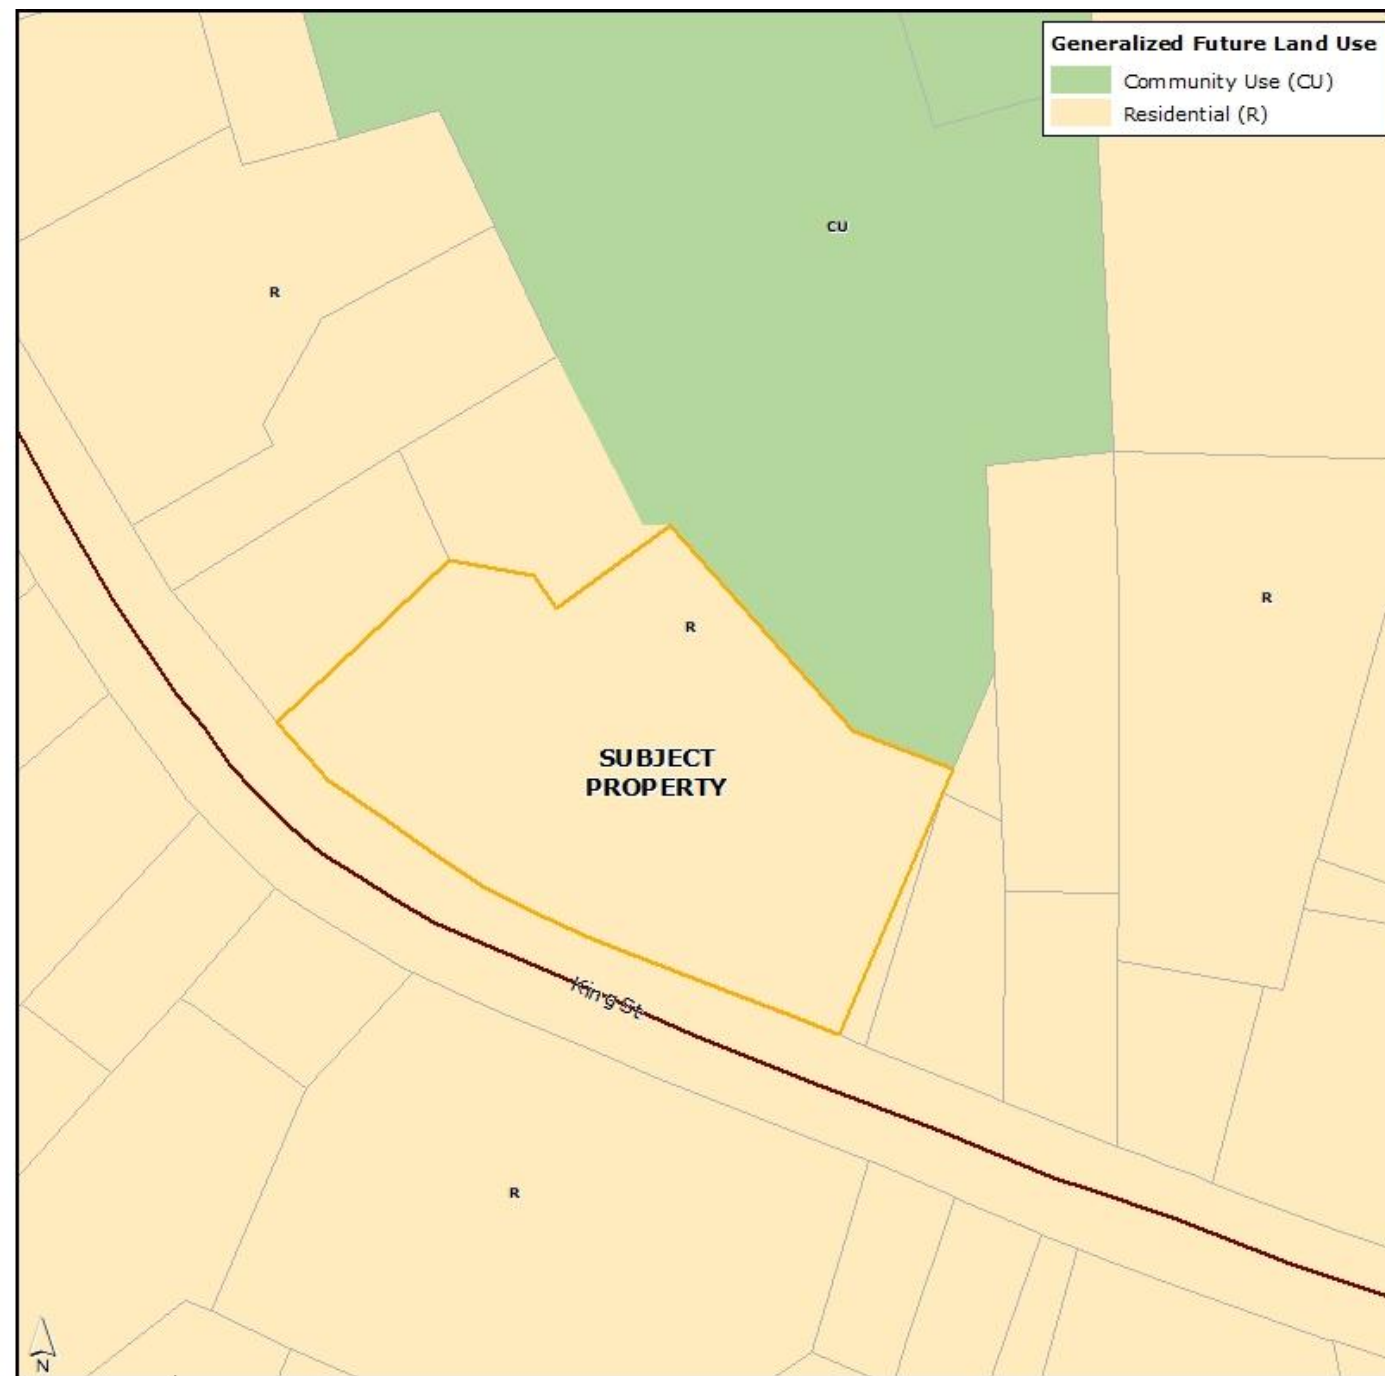 Generalized Future Land Use
Community Use (CU)
Residential (R)
CU
R
R
R
SUBJECT
PROPERTY
King St
R
N